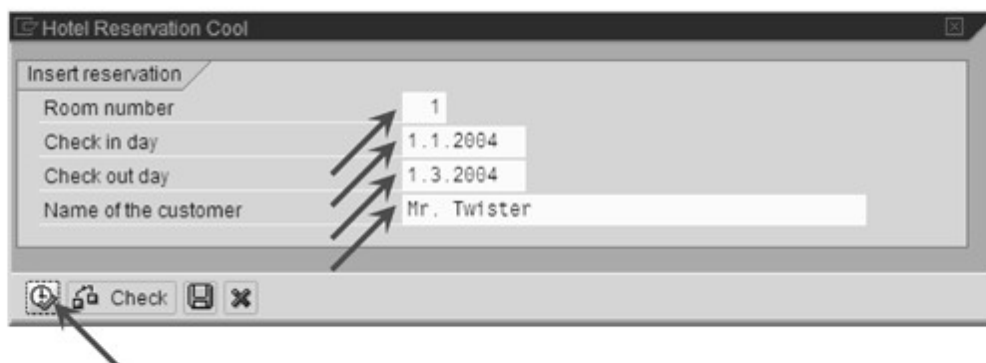 Hotel Reservation Cool
Insert reservation
Room number 1
Check in day 1.1.2004
Check out day 1.3.2004
Name of the customer Mr. Twister
Check